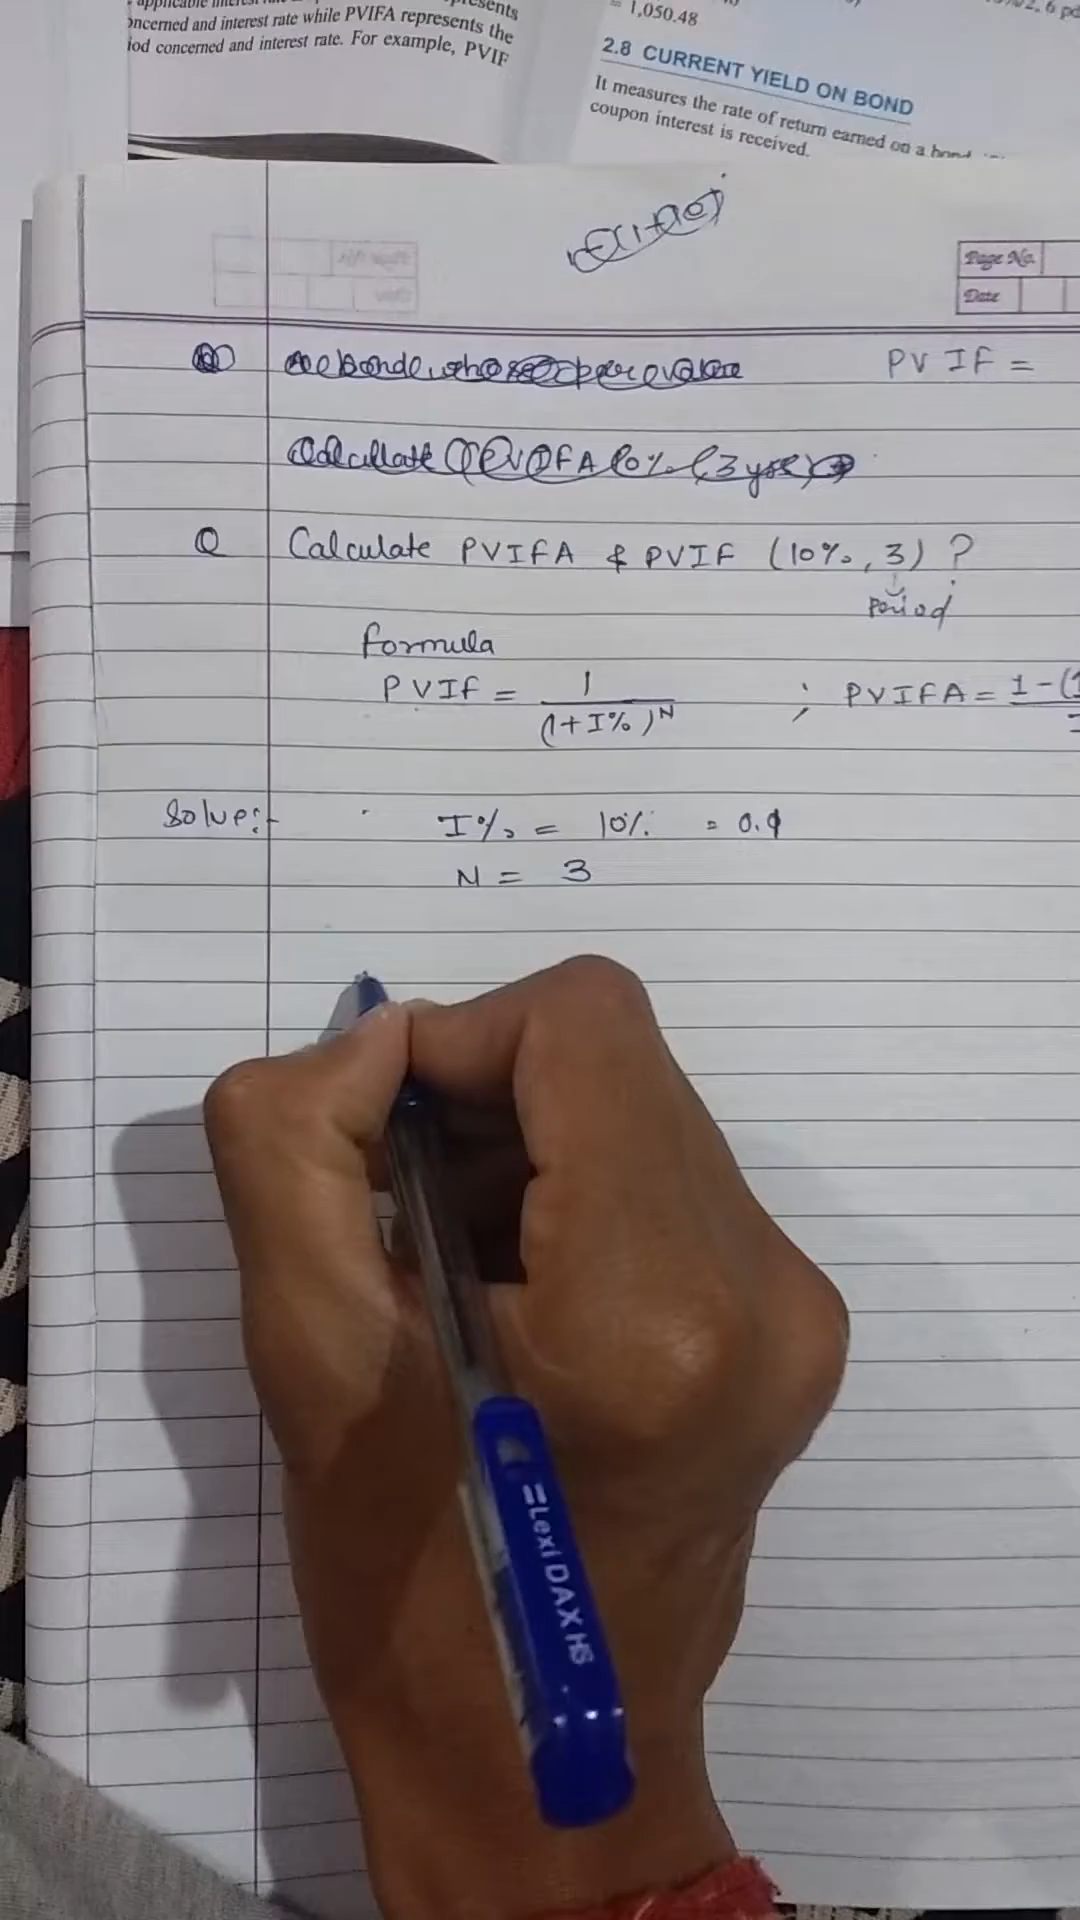 oncerned and interest rate while PVIFA represents the
iod concerned and interest rate. For example, PVIF
= 1,050.48
2.8 CURRENT YIELD ON BOND
It measures the rate of return earned on a bond
coupon interest is received.
Page No.
Date
PVIF =
Q Calculate PVIFA & PVIF (10%, 3) ?
Period
formula
PVIF = 1 / (1+I%)^N ; PVIFA = 1-(1
Solve:- I% = 10% = 0.1
N = 3
Lexi DAX HS